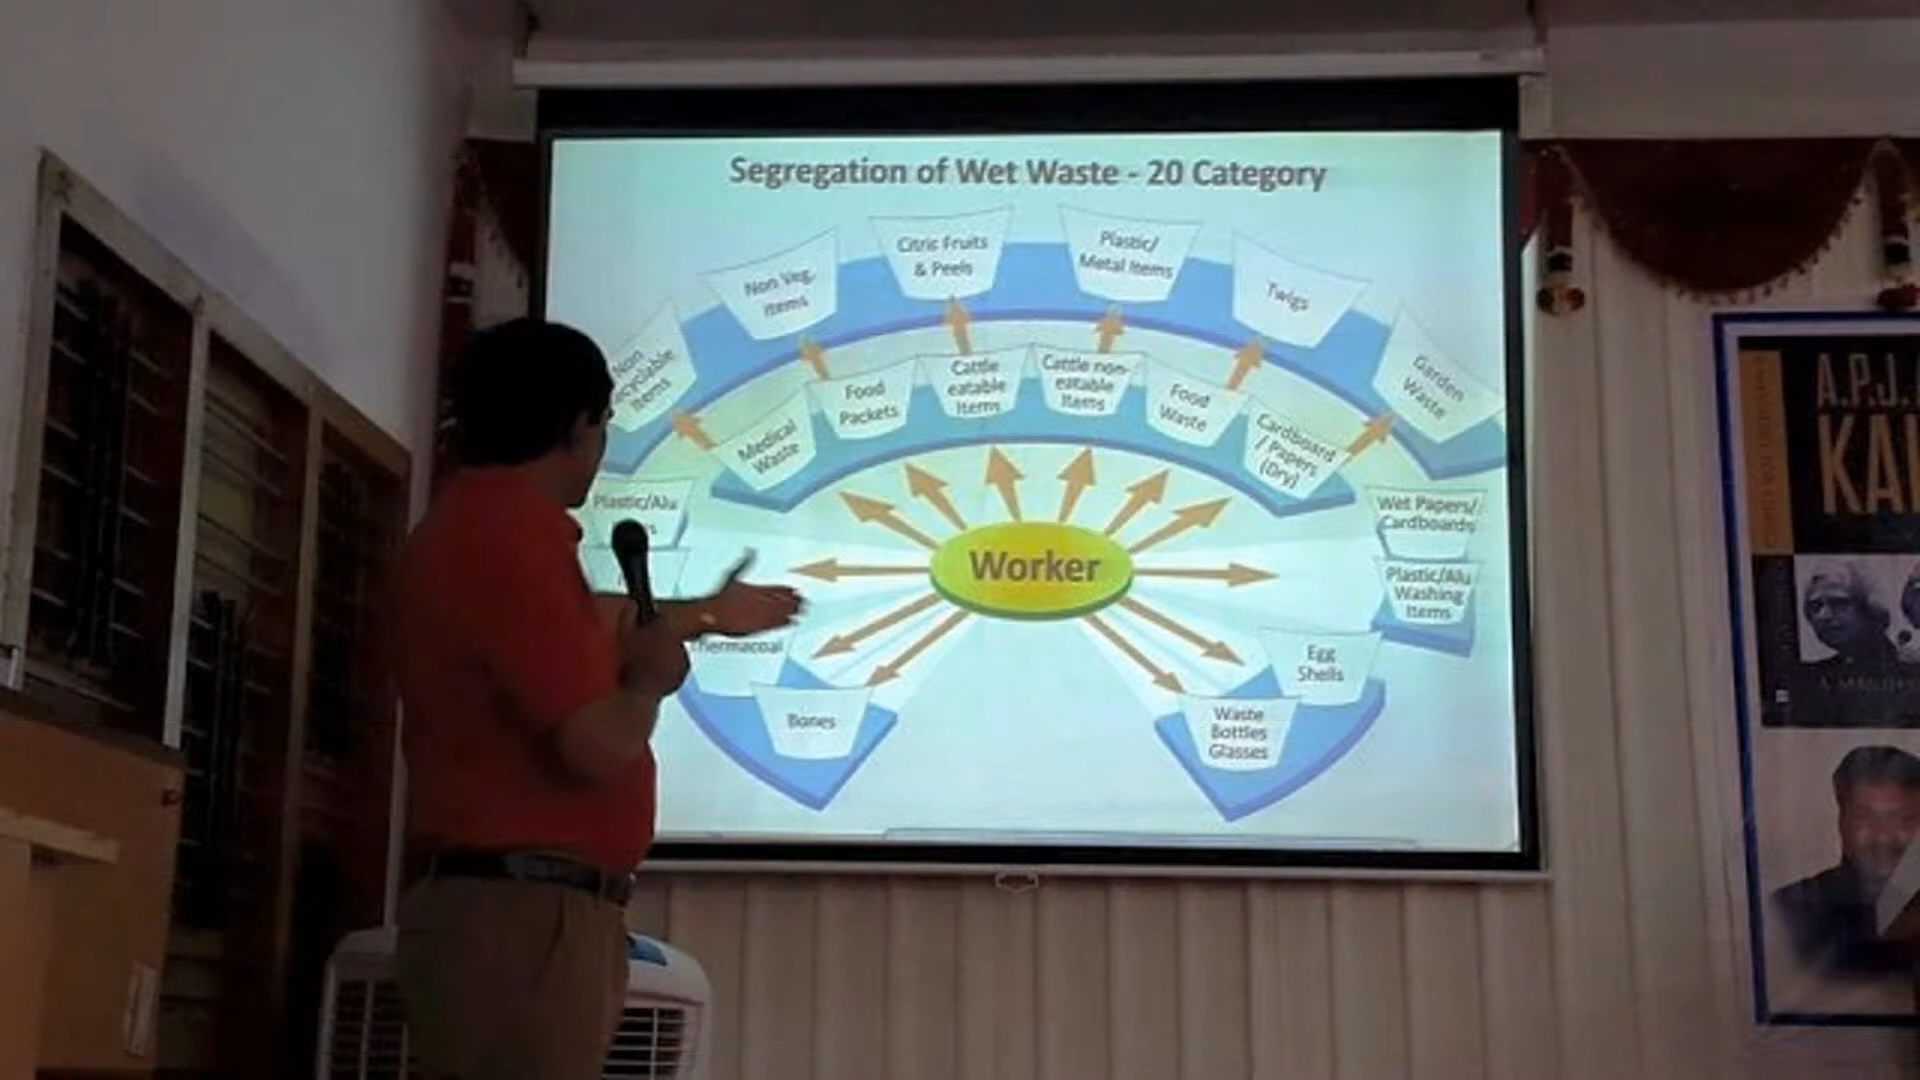 Segregation of Wet Waste - 20 Category
Non Veg.
Items
Citric Fruits
& Peels
Plastic/
Metal Items
Twigs
Non
Items
Garden
Waste
Medical
Waste
Food
Packets
Cattle
eatable
Items
Cattle non-
eatable
Items
Food
Waste
Cardboard
/ Papers
(Dry)
Plastic/Alu
Wet Papers/
Cardboards
Worker
Plastic/Alu
Washing
Items
Thermacoal
Egg
Shells
Bones
Waste
Bottles
Glasses
A.P.J.